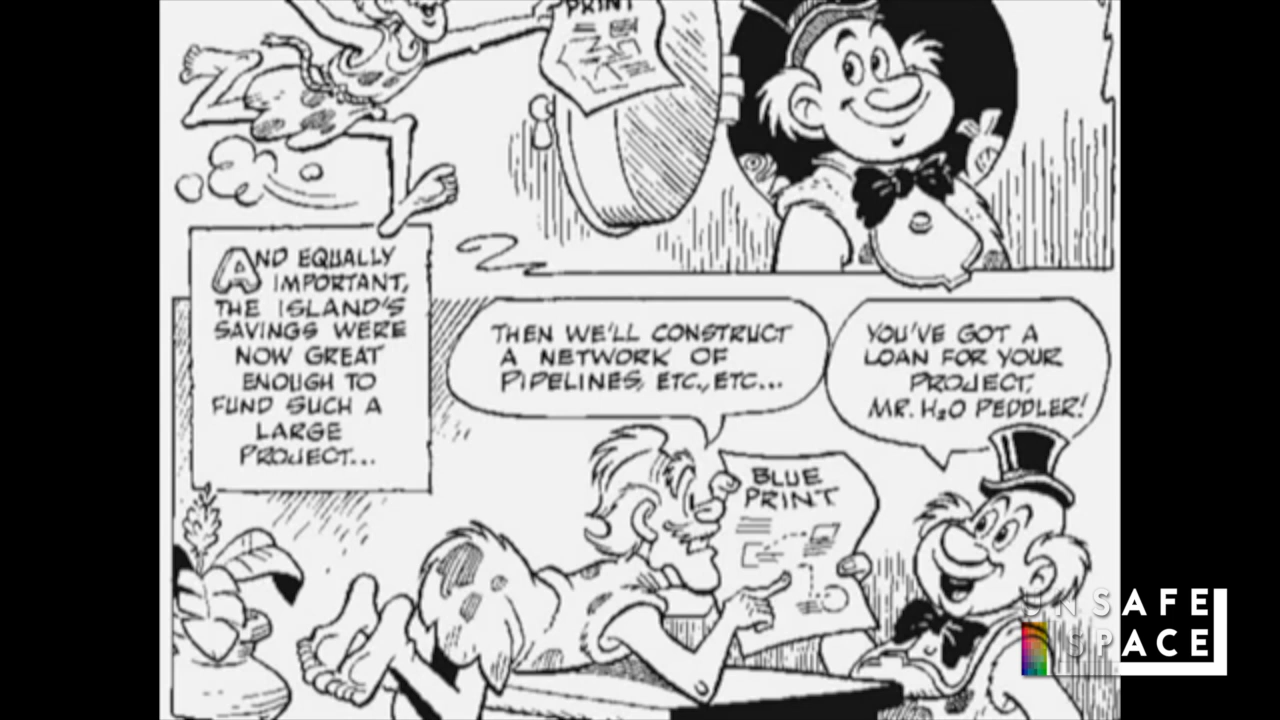 PRINT
AND EQUALLY
IMPORTANT,
THE ISLAND'S
SAVINGS WERE
NOW GREAT
ENOUGH TO
FUND SUCH A
LARGE
PROJECT...
THEN WE'LL CONSTRUCT
A NETWORK OF
PIPELINES, ETC., ETC...
YOU'VE GOT A
LOAN FOR YOUR
PROJECT,
MR. H₂O PEDDLER!
BLUE
PRINT
UNSAFE
SPACE